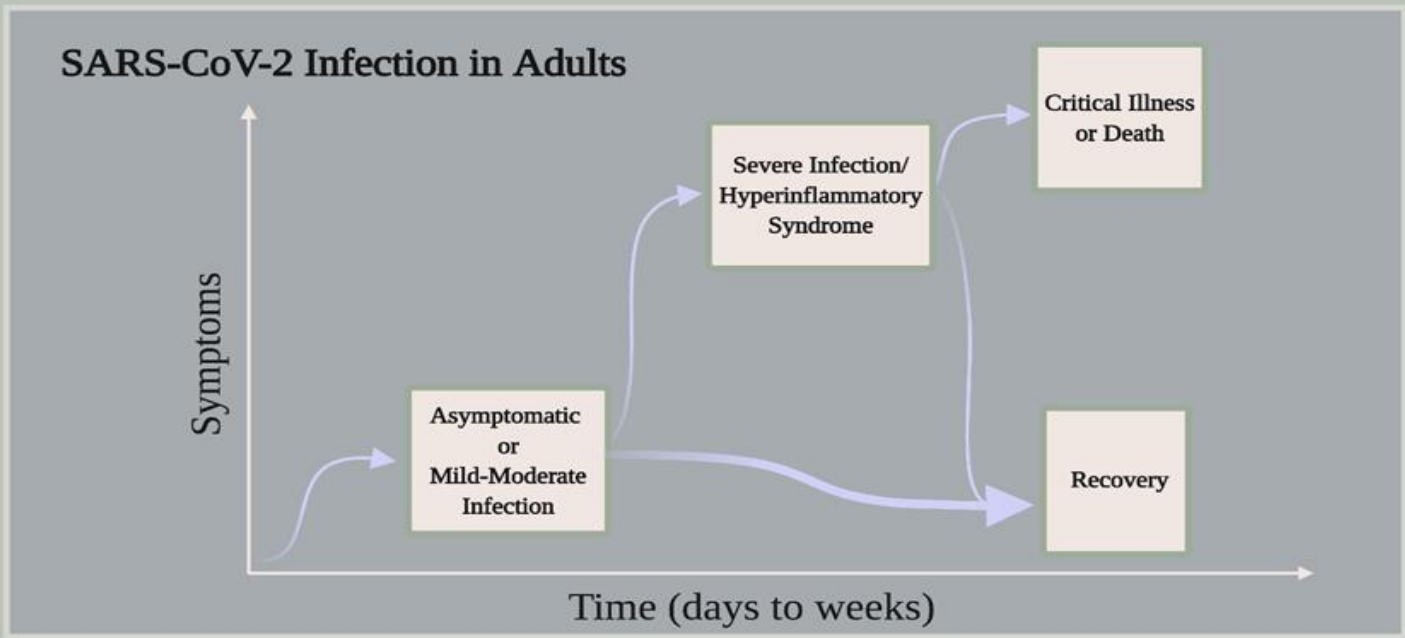 SARS-CoV-2 Infection in Adults
Critical Illness
or Death
Severe Infection/
Hyperinflammatory
Syndrome
Symptoms
Asymptomatic
or
Mild-Moderate
Infection
Recovery
Time (days to weeks)